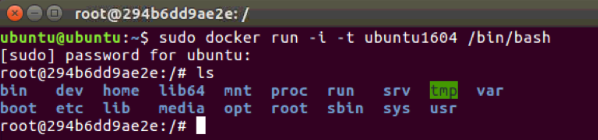 root@294b6dd9ae2e: /
ubuntu@ubuntu:~$ sudo docker run -i -t ubuntu1604 /bin/bash
[sudo] password for ubuntu:
root@294b6dd9ae2e:/# ls
bin dev home lib64 mnt proc run srv tmp var
boot etc lib media opt root sbin sys usr
root@294b6dd9ae2e:/#